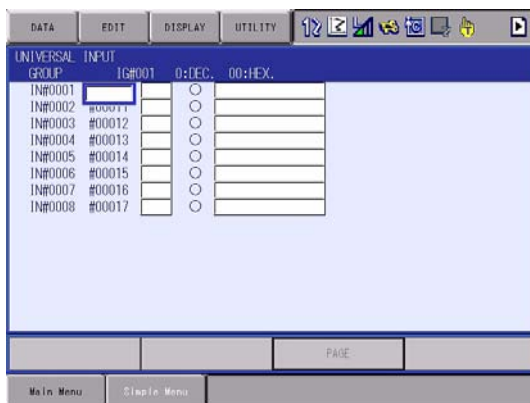 DATA EDIT DISPLAY UTILITY
UNIVERSAL INPUT
GROUP IG#001 0:DEC. 00:HEX.
IN#0001
IN#0002 #00011
IN#0003 #00012
IN#0004 #00013
IN#0005 #00014
IN#0006 #00015
IN#0007 #00016
IN#0008 #00017
PAGE
Main Menu Simple Menu